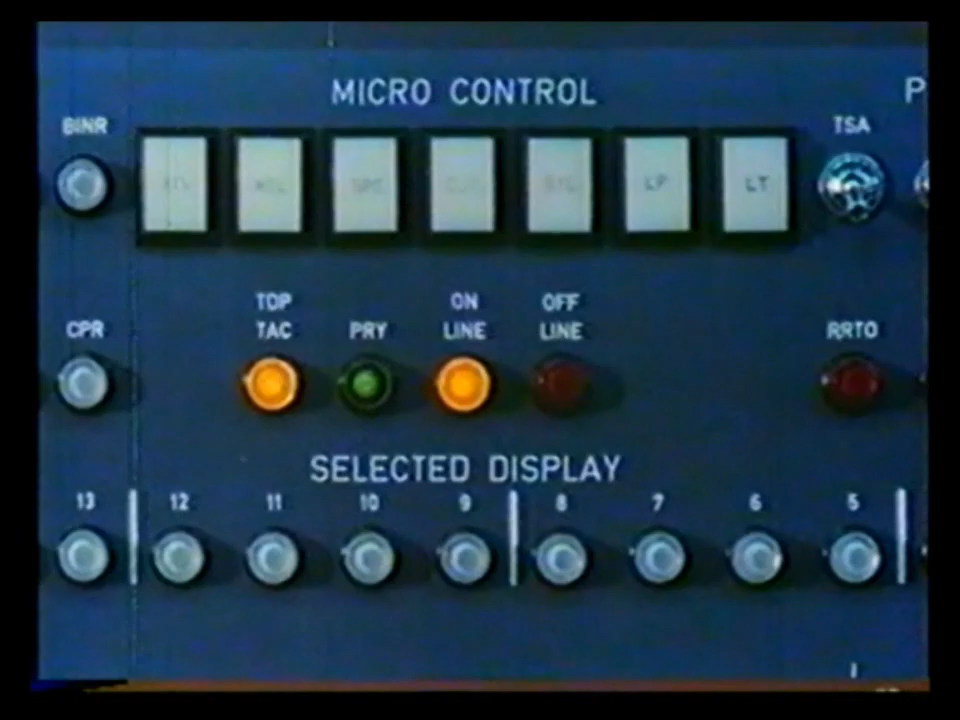 MICRO CONTROL
P
BINR
TSA
LP LT
TOP ON OFF
CPR TAC PRY LINE LINE RRTO
SELECTED DISPLAY
13 12 11 10 9 8 7 6 5
1